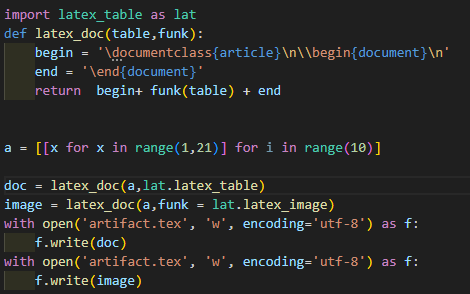 import latex_table as lat
def latex_doc(table,funk):
    begin = '\documentclass{article}\n\\begin{document}\n'
    end = '\end{document}'
    return  begin+ funk(table) + end
a = [[x for x in range(1,21)] for i in range(10)]
doc = latex_doc(a,lat.latex_table)
image = latex_doc(a,funk = lat.latex_image)
with open('artifact.tex', 'w', encoding='utf-8') as f:
    f.write(doc)
with open('artifact.tex', 'w', encoding='utf-8') as f:
    f.write(image)